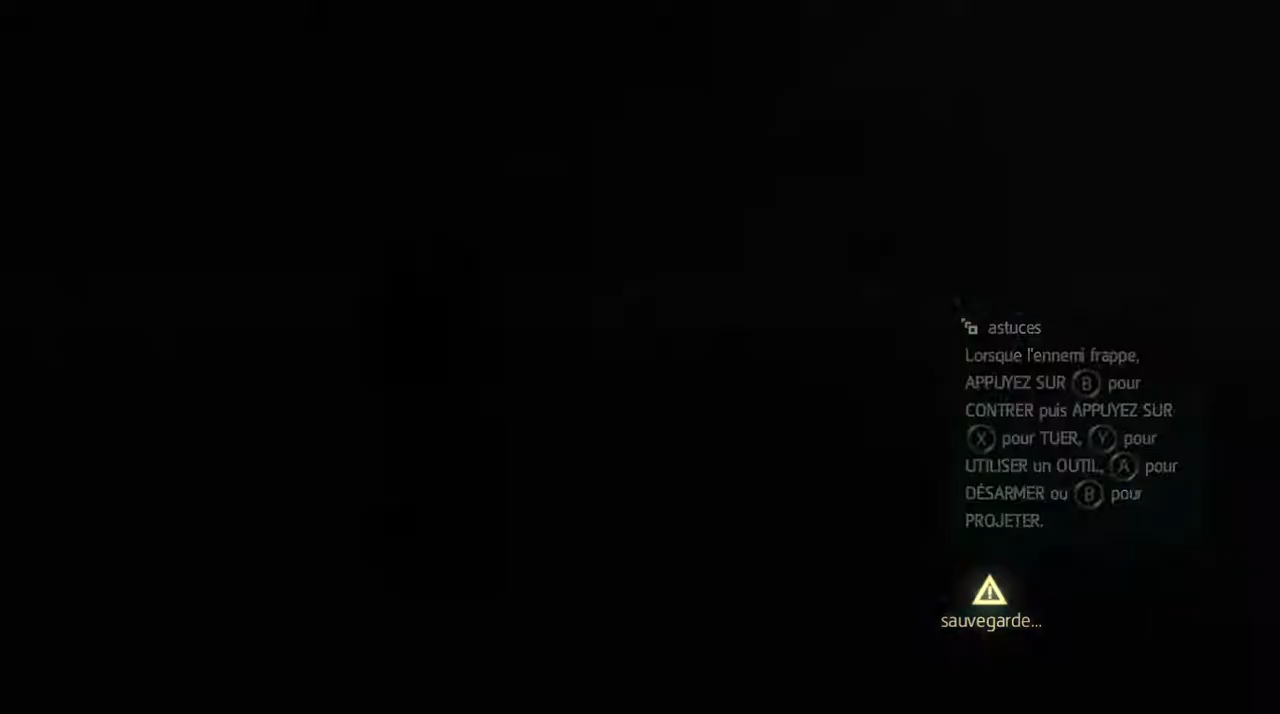 astuces
Lorsque l'ennemi frappe,
APPUYEZ SUR B pour
CONTRER puis APPUYEZ SUR
X pour TUER, Y pour
UTILISER un OUTIL, A pour
DÉSARMER ou B pour
PROJETER.
sauvegarde...